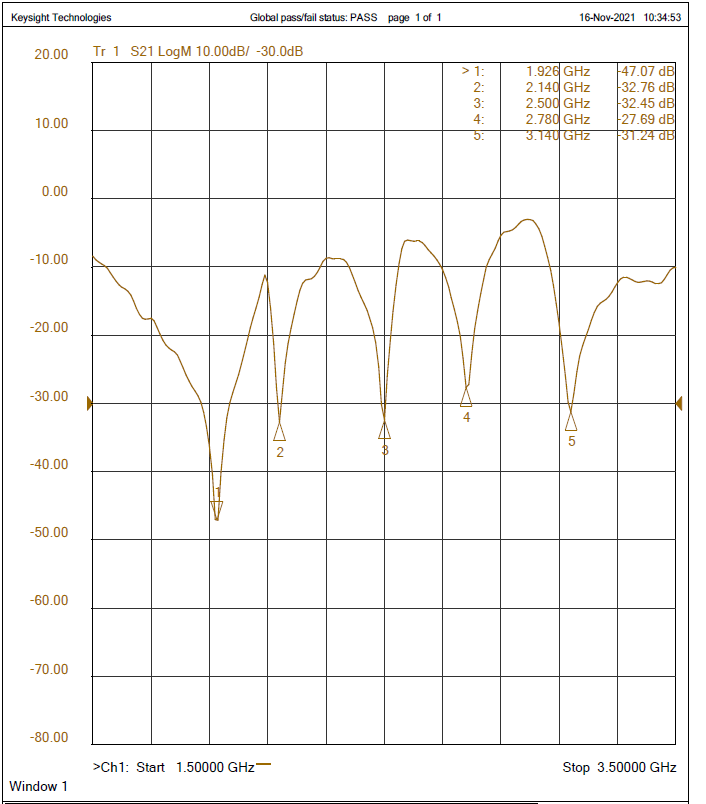 Keysight Technologies Global pass/fail status: PASS page 1 of 1 16-Nov-2021 10:34:53
Tr 1 S21 LogM 10.00dB/ -30.0dB
20.00
10.00
0.00
-10.00
-20.00
-30.00
-40.00
-50.00
-60.00
-70.00
-80.00
> 1: 1.926 GHz -47.07 dB
2: 2.140 GHz -32.76 dB
3: 2.500 GHz -32.45 dB
4: 2.780 GHz -27.69 dB
5: 3.140 GHz -31.24 dB
1
2
3
4
5
>Ch1: Start 1.50000 GHz Stop 3.50000 GHz
Window 1